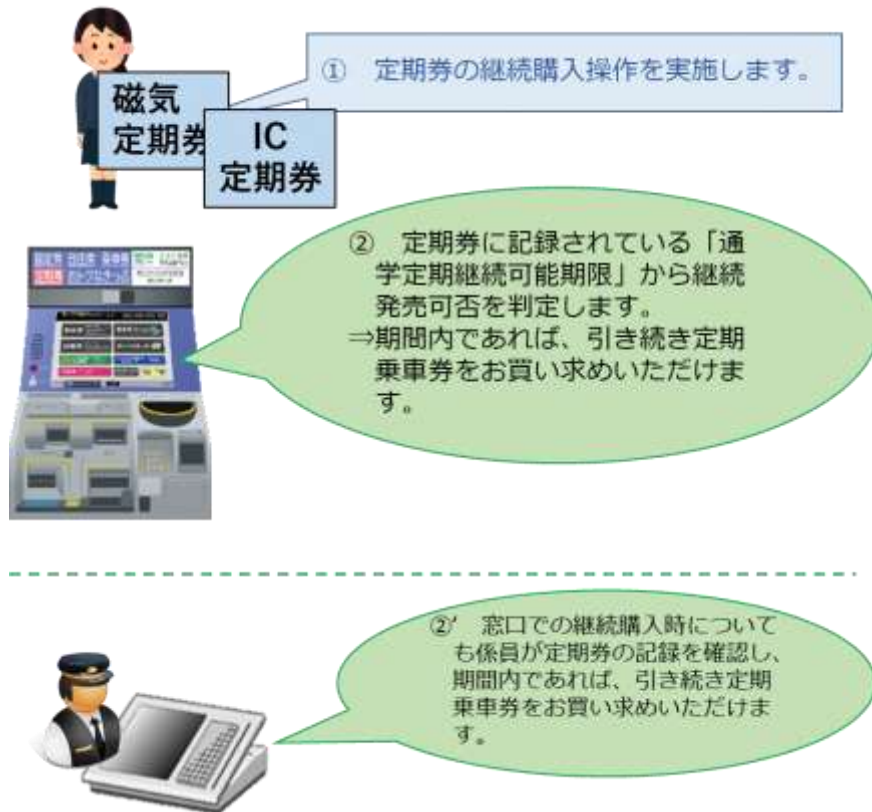 ① 定期券の継続購入操作を実施します。
磁気
定期券
IC
定期券
② 定期券に記録されている「通
学定期継続可能期限」から継続
発売可否を判定します。
⇒期間内であれば、引き続き定期
乗車券をお買い求めいただけま
す。
②' 窓口での継続購入時について
も係員が定期券の記録を確認し、
期間内であれば、引き続き定期
乗車券をお買い求めいただけま
す。